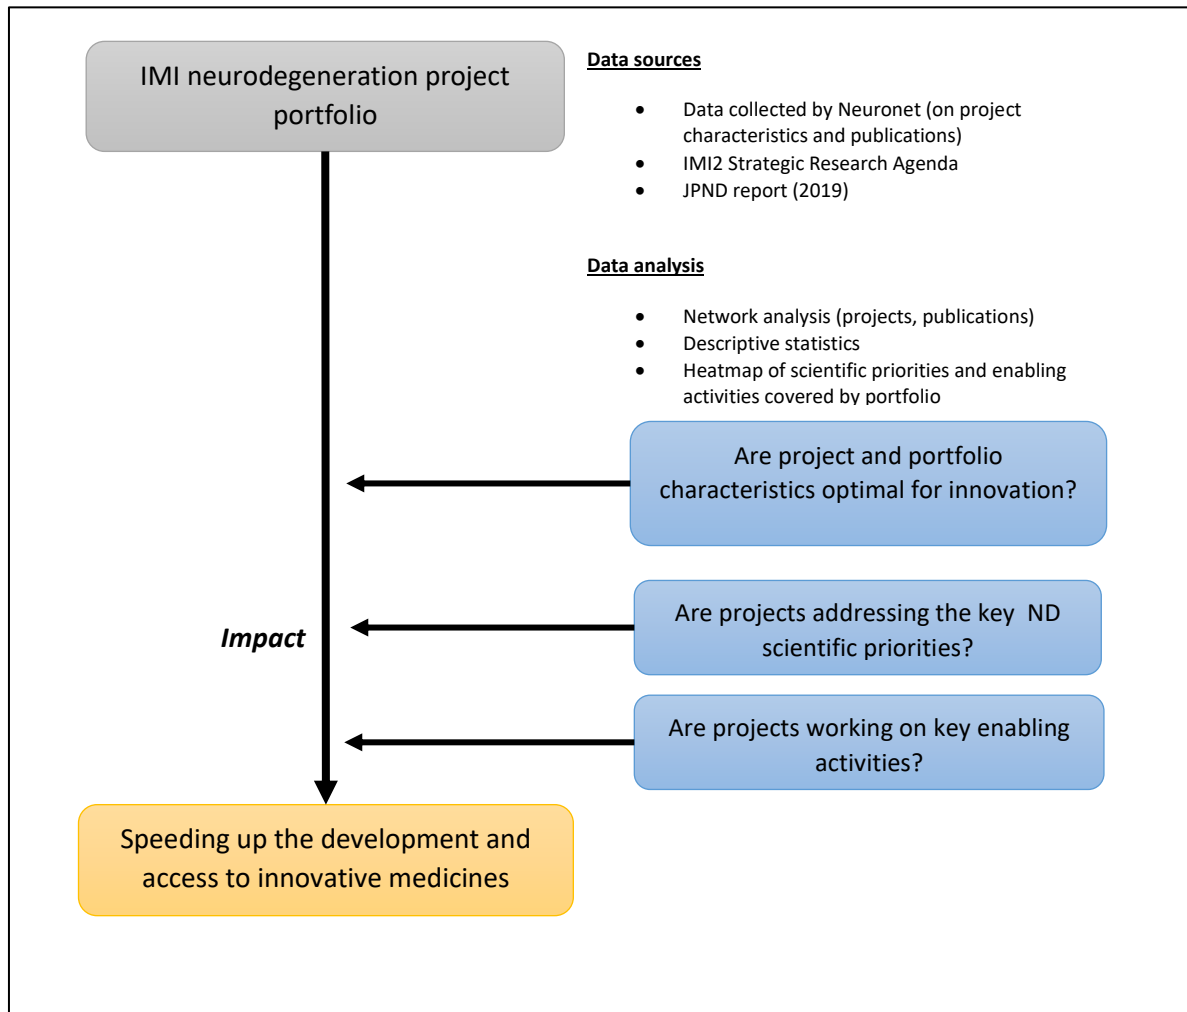 IMI neurodegeneration project
portfolio
Data sources
• Data collected by Neuronet (on project
characteristics and publications)
• IMI2 Strategic Research Agenda
• JPND report (2019)
Data analysis
• Network analysis (projects, publications)
• Descriptive statistics
• Heatmap of scientific priorities and enabling
activities covered by portfolio
Are project and portfolio
characteristics optimal for innovation?
Are projects addressing the key  ND
scientific priorities?
Impact
Are projects working on key enabling
activities?
Speeding up the development and
access to innovative medicines